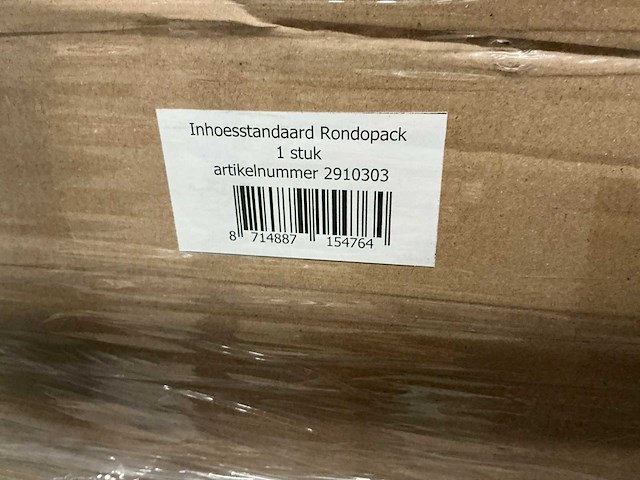 Inhoesstandaard Rondopack
1 stuk
artikelnummer 2910303
8 714887 154764